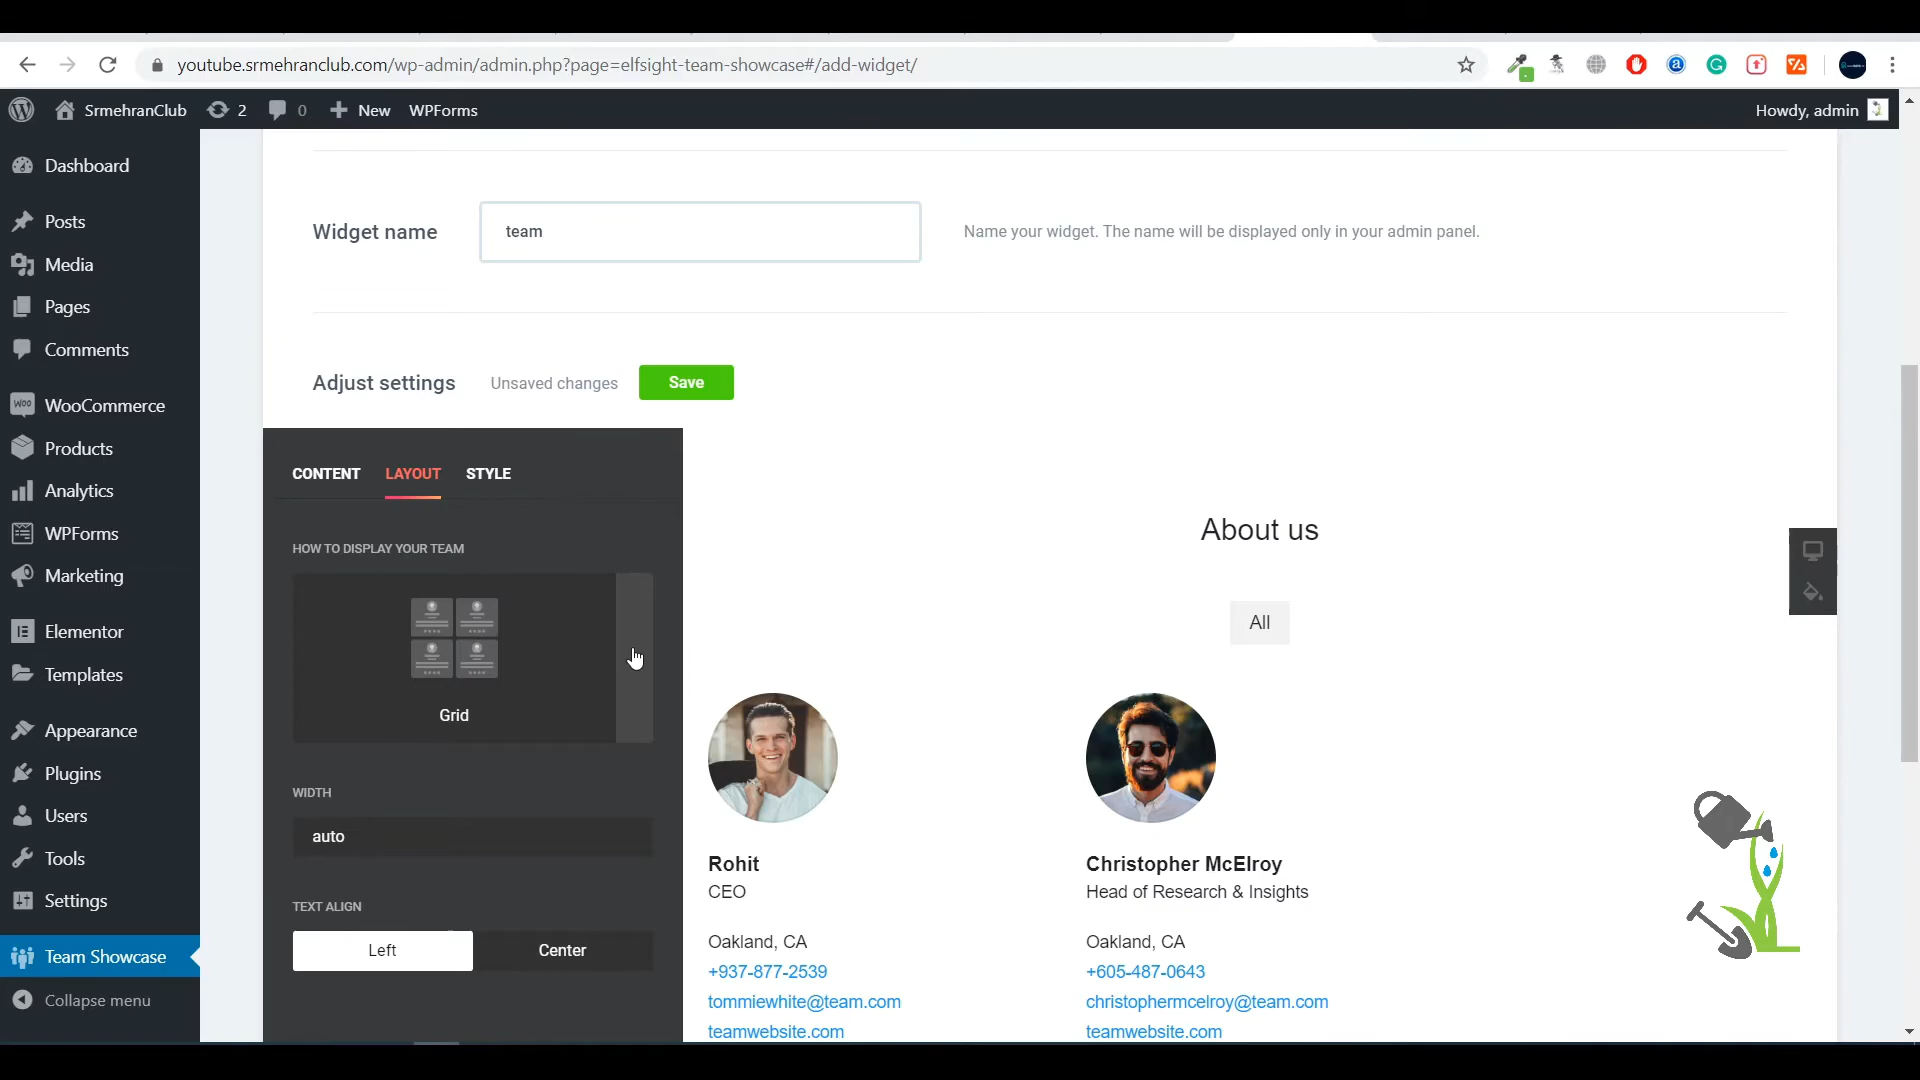 youtube.srmehranclub.com/wp-admin/admin.php?page=elfsight-team-showcase#/add-widget/
SrmehranClub
2
0
New
WPForms
Howdy, admin
Dashboard
Posts
Media
Pages
Comments
WooCommerce
Products
Analytics
WPForms
Marketing
Elementor
Templates
Appearance
Plugins
Users
Tools
Settings
Team Showcase
Collapse menu
Widget name
team
Name your widget. The name will be displayed only in your admin panel.
Adjust settings
Unsaved changes
Save
CONTENT
LAYOUT
STYLE
HOW TO DISPLAY YOUR TEAM
Grid
WIDTH
auto
TEXT ALIGN
Left
Center
About us
All
Rohit
CEO
Oakland, CA
+937-877-2539
tommiewhite@team.com
teamwebsite.com
Christopher McElroy
Head of Research & Insights
Oakland, CA
+605-487-0643
christophermcelroy@team.com
teamwebsite.com